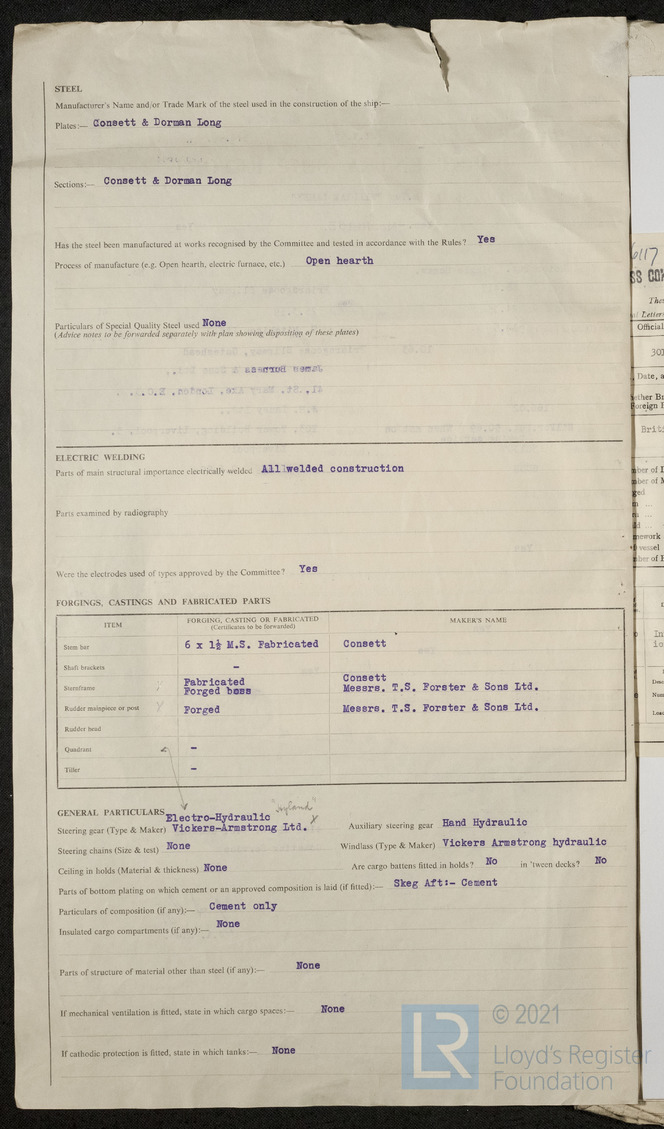 STEEL
Manufacturer's Name and/or Trade Mark of the steel used in the construction of the ship:—
Plates:— Consett & Dorman Long
Sections:— Consett & Dorman Long
Has the steel been manufactured at works recognised by the Committee and tested in accordance with the Rules? Yes
Process of manufacture (e.g. Open hearth, electric furnace, etc.) Open hearth
Particulars of Special Quality Steel used None
(Advice notes to be forwarded separately with plan showing disposition of these plates)
ELECTRIC WELDING
Parts of main structural importance electrically welded All welded construction
Parts examined by radiography
Were the electrodes used of types approved by the Committee? Yes
FORGINGS, CASTINGS AND FABRICATED PARTS
ITEM FORGING, CASTING OR FABRICATED MAKER'S NAME
(Certificates to be forwarded)
Stem bar 6 x 1½ M.S. Fabricated Consett
Shaft brackets –
Sternframe Fabricated Consett
Forged boss Messrs. T.S. Forster & Sons Ltd.
Rudder mainpiece or post Forged Messrs. T.S. Forster & Sons Ltd.
Rudder head
Quadrant –
Tiller –
GENERAL PARTICULARS Electro-Hydraulic "Hyland"
Steering gear (Type & Maker) Vickers-Armstrong Ltd. Auxiliary steering gear Hand Hydraulic
Steering chains (Size & test) None Windlass (Type & Maker) Vickers Armstrong hydraulic
Ceiling in holds (Material & thickness) None Are cargo battens fitted in holds? No in 'tween decks? No
Parts of bottom plating on which cement or an approved composition is laid (if fitted):— Skeg Aft:- Cement
Particulars of composition (if any):— Cement only
Insulated cargo compartments (if any):— None
Parts of structure of material other than steel (if any):— None
If mechanical ventilation is fitted, state in which cargo spaces:— None
If cathodic protection is fitted, state in which tanks:— None
LR © 2021
Lloyd's Register
Foundation